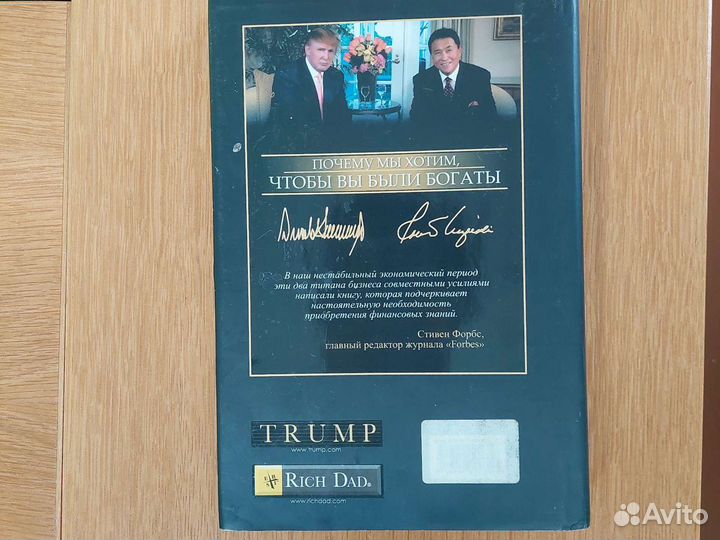 ПОЧЕМУ МЫ ХОТИМ,
ЧТОБЫ ВЫ БЫЛИ БОГАТЫ
В наш нестабильный экономический период
эти два титана бизнеса совместными усилиями
написали книгу, которая подчеркивает
настоятельную необходимость
приобретения финансовых знаний.
Стивен Форбс,
главный редактор журнала «Forbes»
TRUMP
www.trump.com
RICH DAD®
www.richdad.com
Avito